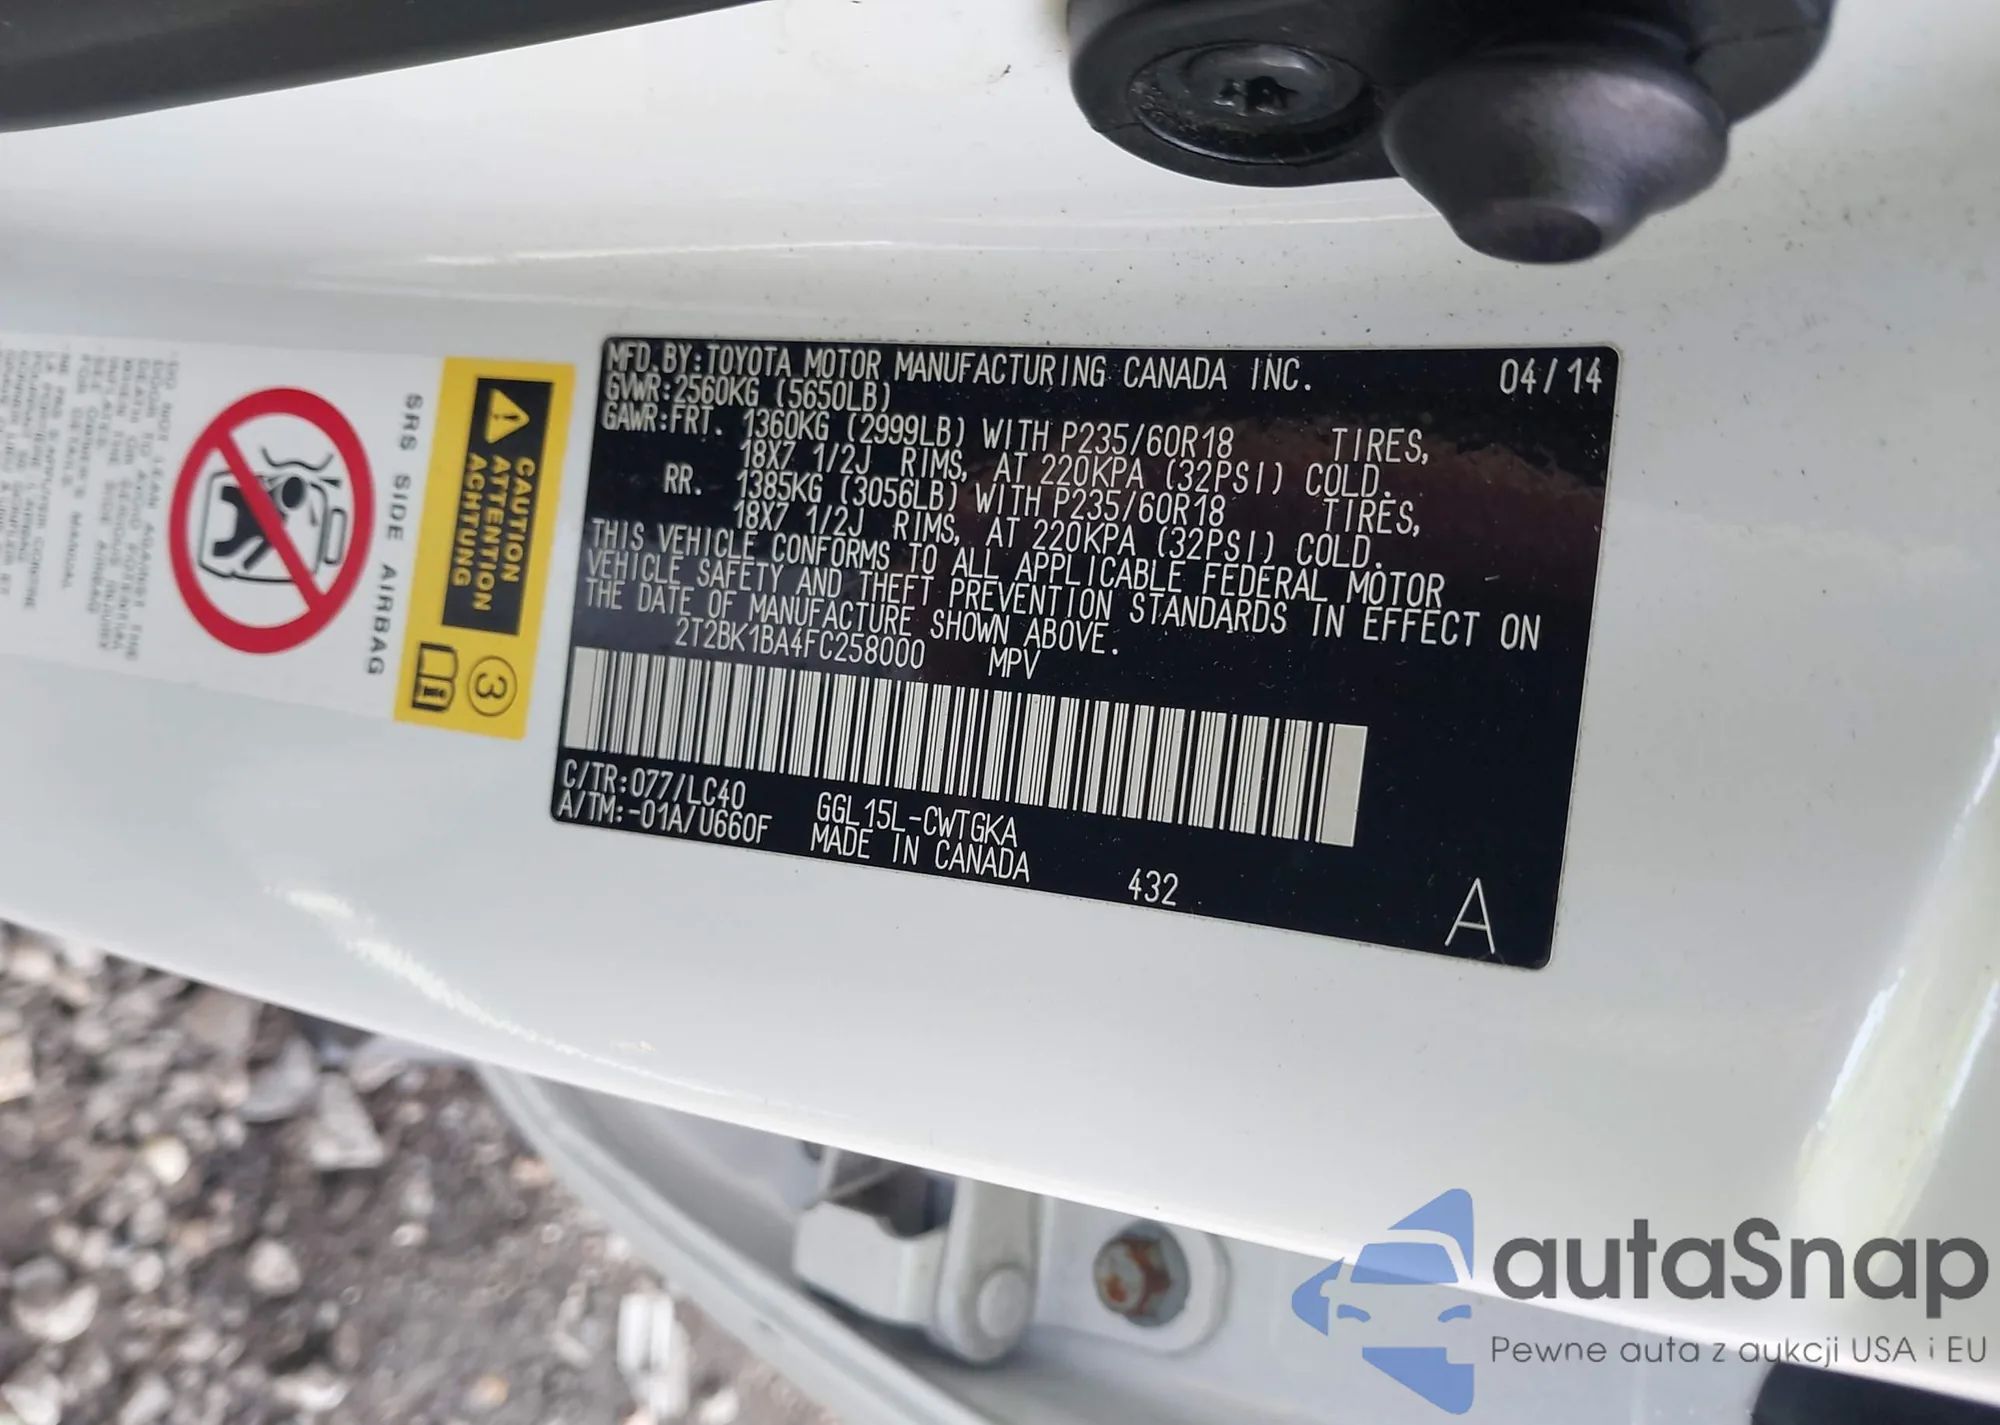 MFD. BY: TOYOTA MOTOR MANUFACTURING CANADA INC. 04/14
GVWR: 2560KG (5650LB)
GAWR: FRT. 1360KG (2999LB) WITH P235/60R18 TIRES,
18X7 1/2J RIMS, AT 220KPA (32PSI) COLD.
RR. 1385KG (3056LB) WITH P235/60R18 TIRES,
18X7 1/2J RIMS, AT 220KPA (32PSI) COLD.
THIS VEHICLE CONFORMS TO ALL APPLICABLE FEDERAL MOTOR
VEHICLE SAFETY AND THEFT PREVENTION STANDARDS IN EFFECT ON
THE DATE OF MANUFACTURE SHOWN ABOVE.
2T2BK1BA4FC258000 MPV
C/TR: 077/LC40 GGL15L-CWTGKA
A/TM: -01A/U660F MADE IN CANADA 432 A
CAUTION
ATTENTION
ACHTUNG
3
SRS SIDE AIRBAG
autaSnap
Pewne auta z aukcji USA i EU